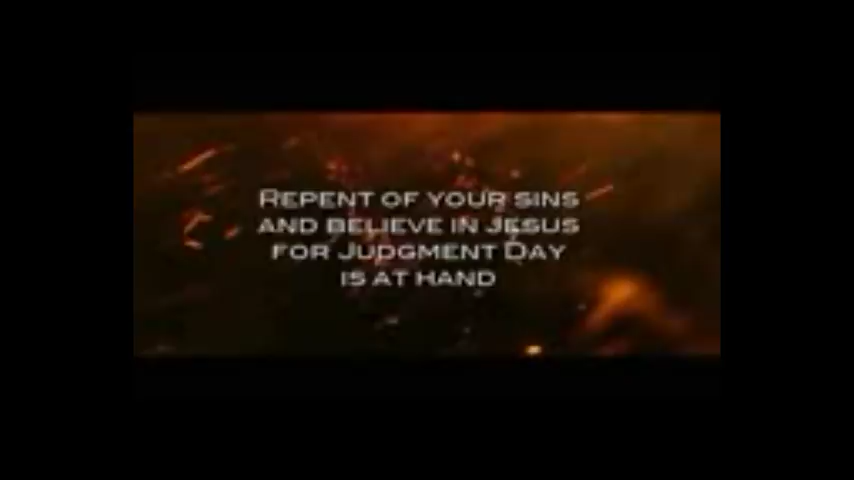 Repent of your sins
and believe in Jesus
for Judgment Day
is at hand